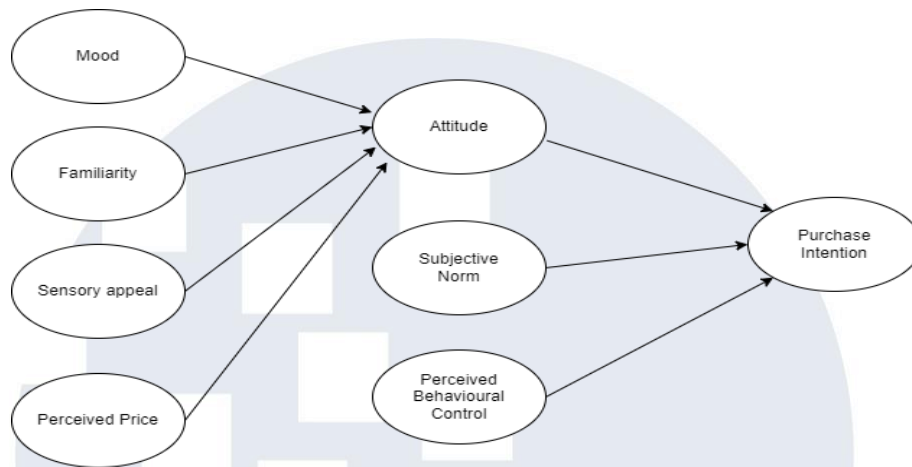 Mood
Familiarity
Sensory appeal
Perceived Price
Attitude
Subjective
Norm
Perceived
Behavioural
Control
Purchase
Intention